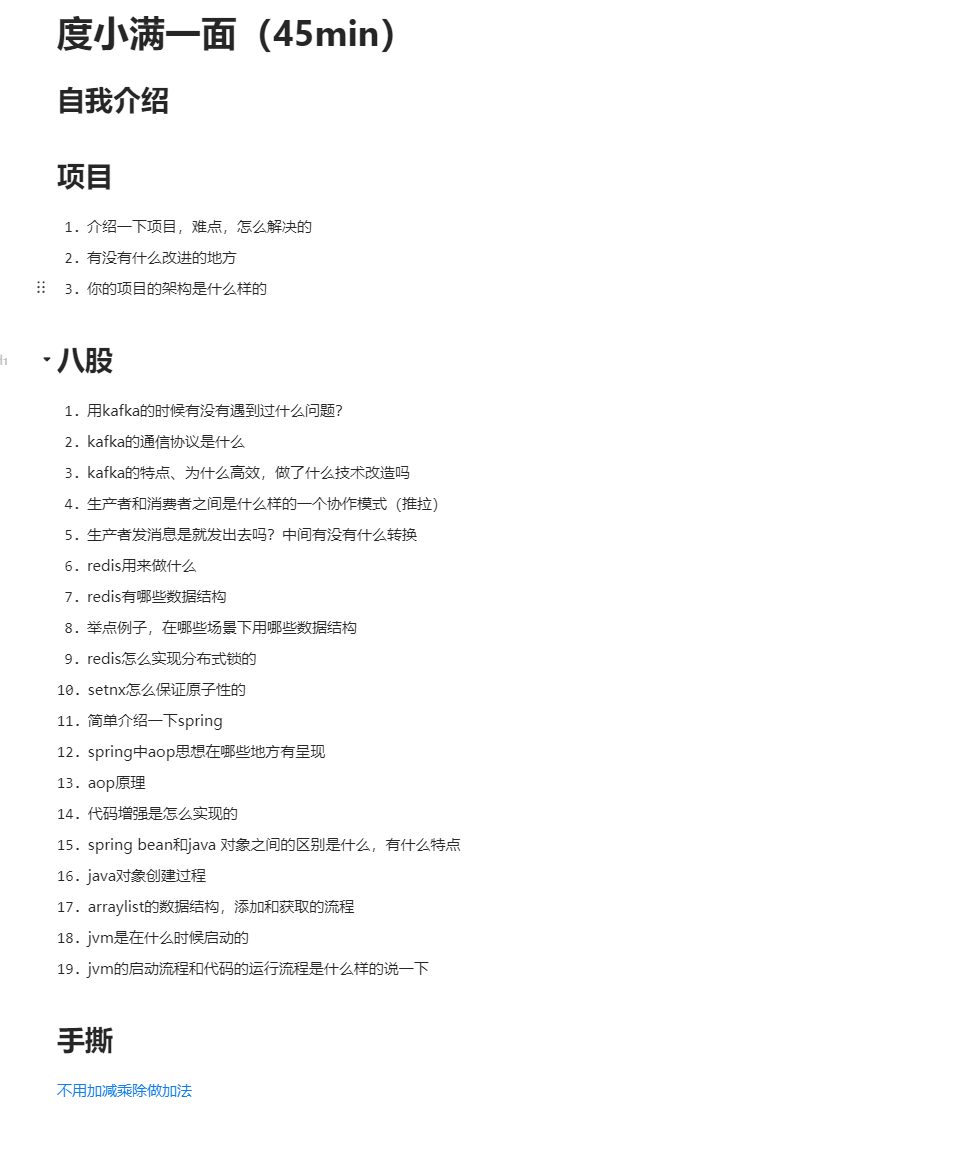 度小满一面（45min）
自我介绍
项目
1. 介绍一下项目，难点，怎么解决的
2. 有没有什么改进的地方
3. 你的项目的架构是什么样的
八股
1. 用kafka的时候有没有遇到过什么问题？
2. kafka的通信协议是什么
3. kafka的特点、为什么高效，做了什么技术改造吗
4. 生产者和消费者之间是什么样的一个协作模式（推拉）
5. 生产者发消息是就发出去吗？中间有没有什么转换
6. redis用来做什么
7. redis有哪些数据结构
8. 举点例子，在哪些场景下用哪些数据结构
9. redis怎么实现分布式锁的
10. setnx怎么保证原子性的
11. 简单介绍一下spring
12. spring中aop思想在哪些地方有呈现
13. aop原理
14. 代码增强是怎么实现的
15. spring bean和java 对象之间的区别是什么，有什么特点
16. java对象创建过程
17. arraylist的数据结构，添加和获取的流程
18. jvm是在什么时候启动的
19. jvm的启动流程和代码的运行流程是什么样的说一下
手撕
不用加减乘除做加法